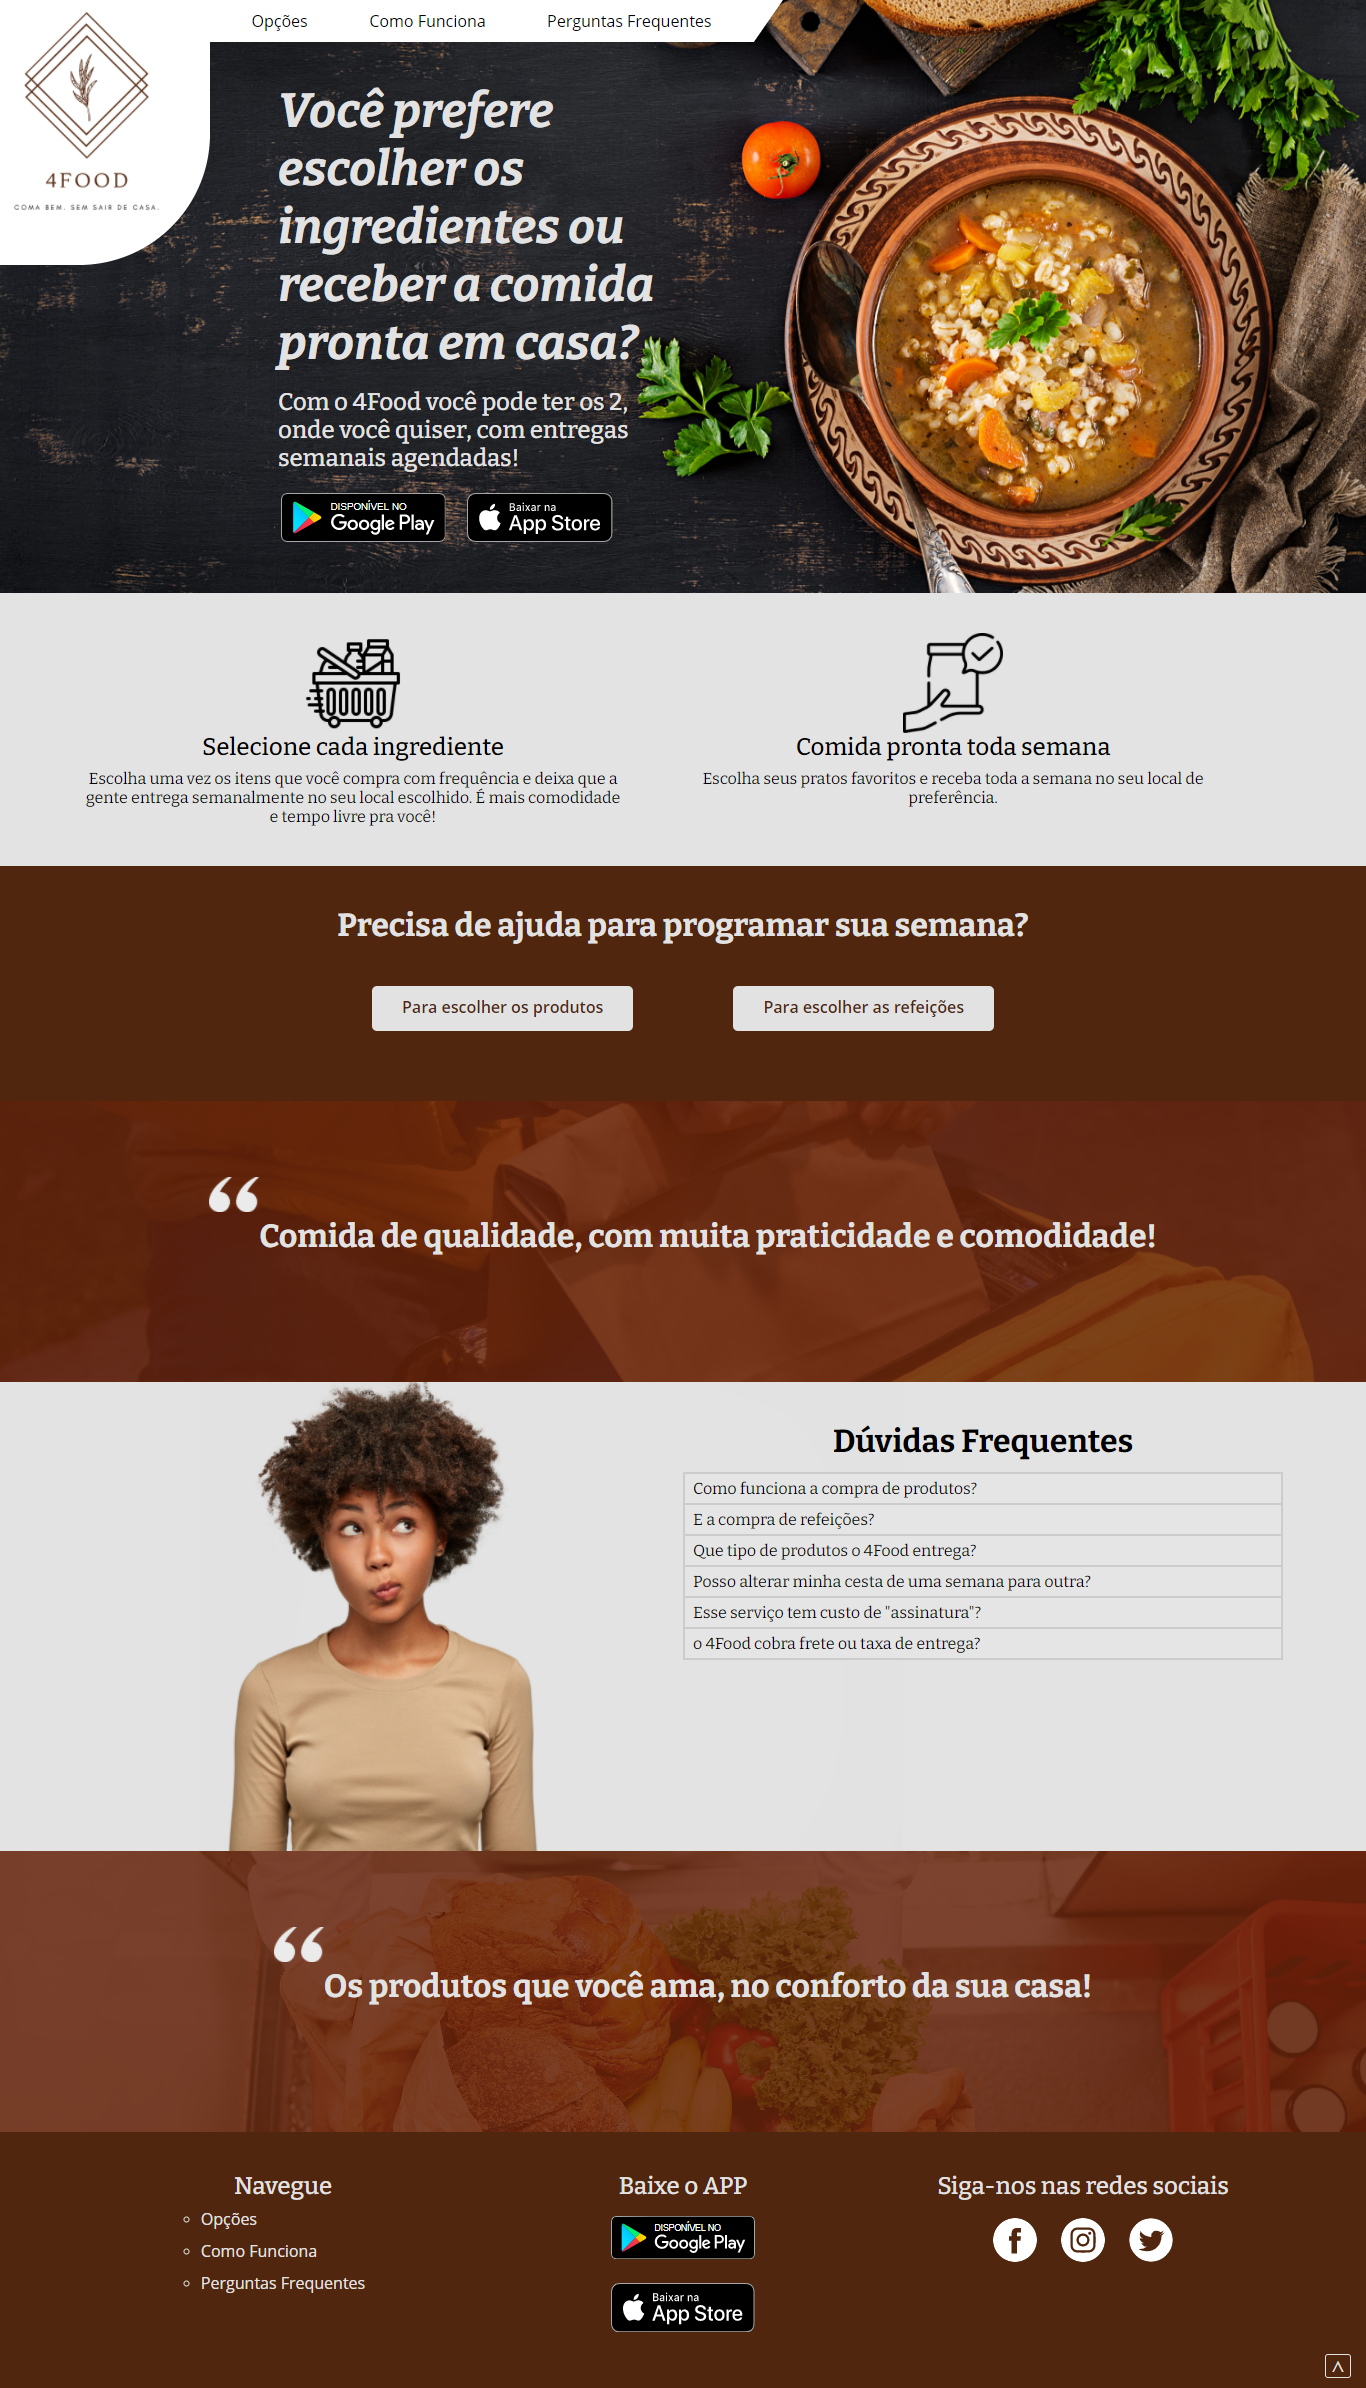 Opções
Como Funciona
Perguntas Frequentes
4FOOD
COMA BEM. SEM SAIR DE CASA.
Você prefere
escolher os
ingredientes ou
receber a comida
pronta em casa?
Com o 4Food você pode ter os 2,
onde você quiser, com entregas
semanais agendadas!
DISPONÍVEL NO
Google Play
Baixar na
App Store
Selecione cada ingrediente
Escolha uma vez os itens que você compra com frequência e deixa que a
gente entrega semanalmente no seu local escolhido. É mais comodidade
e tempo livre pra você!
Comida pronta toda semana
Escolha seus pratos favoritos e receba toda a semana no seu local de
preferência.
Precisa de ajuda para programar sua semana?
Para escolher os produtos
Para escolher as refeições
“
Comida de qualidade, com muita praticidade e comodidade!
Dúvidas Frequentes
Como funciona a compra de produtos?
E a compra de refeições?
Que tipo de produtos o 4Food entrega?
Posso alterar minha cesta de uma semana para outra?
Esse serviço tem custo de "assinatura"?
o 4Food cobra frete ou taxa de entrega?
“
Os produtos que você ama, no conforto da sua casa!
Navegue
Opções
Como Funciona
Perguntas Frequentes
Baixe o APP
DISPONÍVEL NO
Google Play
Baixar na
App Store
Siga-nos nas redes sociais